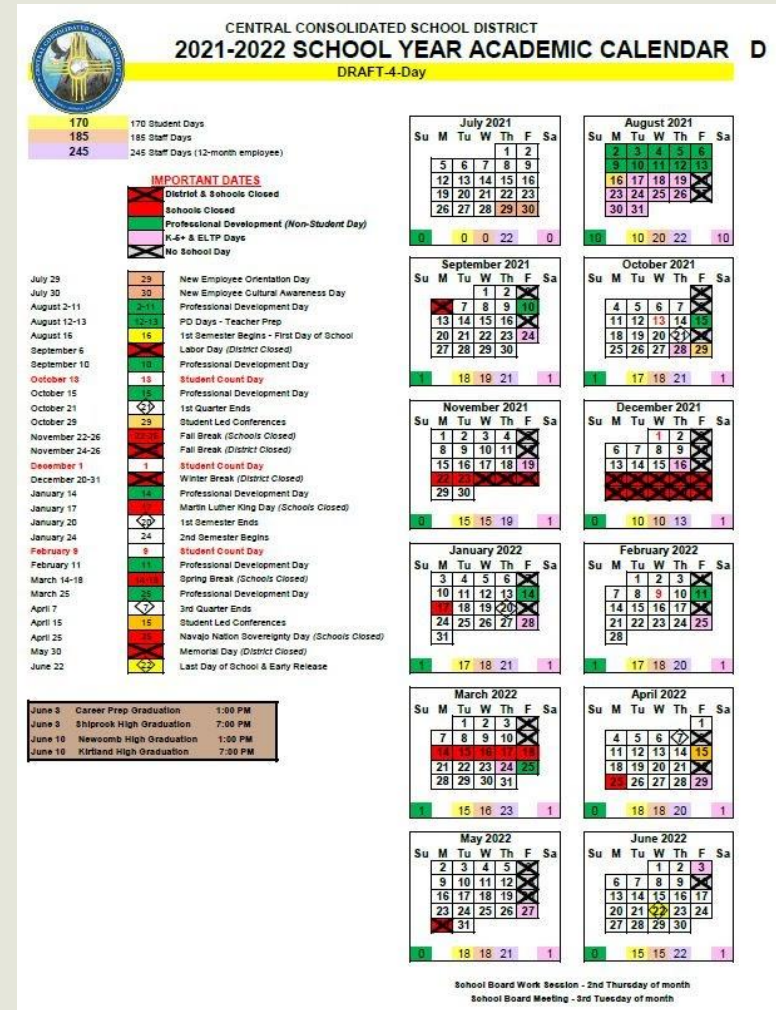 CENTRAL CONSOLIDATED SCHOOL DISTRICT
2021-2022 SCHOOL YEAR ACADEMIC CALENDAR D
DRAFT-4-Day
170 170 Student Days
185 185 Staff Days
245 245 Staff Days (12-month employee)
IMPORTANT DATES
District & Schools Closed
Schools Closed
Professional Development (Non-Student Day)
K-5+ & ELTP Days
No School Day
July 29 29 New Employee Orientation Day
July 30 30 New Employee Cultural Awareness Day
August 2-11 2-11 Professional Development Day
August 12-13 12-13 PD Days - Teacher Prep
August 16 16 1st Semester Begins - First Day of School
September 6 Labor Day (District Closed)
September 10 10 Professional Development Day
October 13 13 Student Count Day
October 15 15 Professional Development Day
October 21 21 1st Quarter Ends
October 29 29 Student Led Conferences
November 22-26 22-26 Fall Break (Schools Closed)
November 24-26 Fall Break (District Closed)
December 1 1 Student Count Day
December 20-31 Winter Break (District Closed)
January 14 14 Professional Development Day
January 17 17 Martin Luther King Day (Schools Closed)
January 20 20 1st Semester Ends
January 24 24 2nd Semester Begins
February 9 9 Student Count Day
February 11 11 Professional Development Day
March 14-18 14-18 Spring Break (Schools Closed)
March 25 25 Professional Development Day
April 7 7 3rd Quarter Ends
April 15 15 Student Led Conferences
April 25 25 Navajo Nation Sovereignty Day (Schools Closed)
May 30 Memorial Day (District Closed)
June 22 22 Last Day of School & Early Release
June 3 Career Prep Graduation 1:00 PM
June 3 Shiprock High Graduation 7:00 PM
June 10 Newcomb High Graduation 1:00 PM
June 10 Kirtland High Graduation 7:00 PM
July 2021
Su M Tu W Th F Sa
1 2
5 6 7 8 9
12 13 14 15 16
19 20 21 22 23
26 27 28 29 30
0 0 0 22 0
August 2021
Su M Tu W Th F Sa
2 3 4 5 6
9 10 11 12 13
16 17 18 19
23 24 25 26
30 31
10 10 20 22 10
September 2021
Su M Tu W Th F Sa
1 2
7 8 9 10
13 14 15 16
20 21 22 23 24
27 28 29 30
1 18 19 21 1
October 2021
Su M Tu W Th F Sa
4 5 6 7
11 12 13 14 15
18 19 20 21
25 26 27 28 29
1 17 18 21 1
November 2021
Su M Tu W Th F Sa
1 2 3 4
8 9 10 11
15 16 17 18 19
22 23
29 30
0 15 15 19 1
December 2021
Su M Tu W Th F Sa
1 2
6 7 8 9
13 14 15 16
0 10 10 13 1
January 2022
Su M Tu W Th F Sa
3 4 5 6
10 11 12 13 14
17 18 19 20
24 25 26 27 28
31
1 17 18 21 1
February 2022
Su M Tu W Th F Sa
1 2 3
7 8 9 10 11
14 15 16 17
21 22 23 24 25
28
1 17 18 20 1
March 2022
Su M Tu W Th F Sa
1 2 3
7 8 9 10
14 15 16 17 18
21 22 23 24 25
28 29 30 31
1 15 16 23 1
April 2022
Su M Tu W Th F Sa
1
4 5 6 7
11 12 13 14 15
18 19 20 21
25 26 27 28 29
0 18 18 20 1
May 2022
Su M Tu W Th F Sa
2 3 4 5
9 10 11 12
16 17 18 19
23 24 25 26 27
31
0 18 18 21 1
June 2022
Su M Tu W Th F Sa
1 2 3
6 7 8 9
13 14 15 16 17
20 21 22 23 24
27 28 29 30
0 15 15 22 1
School Board Work Session - 2nd Thursday of month
School Board Meeting - 3rd Tuesday of month